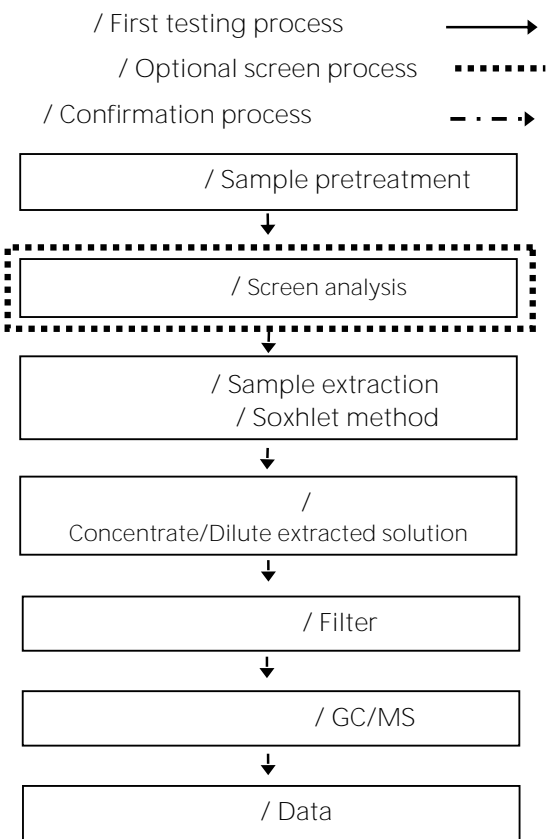 / First testing process
/ Optional screen process
/ Confirmation process
/ Sample pretreatment
/ Screen analysis
/ Sample extraction
/ Soxhlet method
/
Concentrate/Dilute extracted solution
/ Filter
/ GC/MS
/ Data